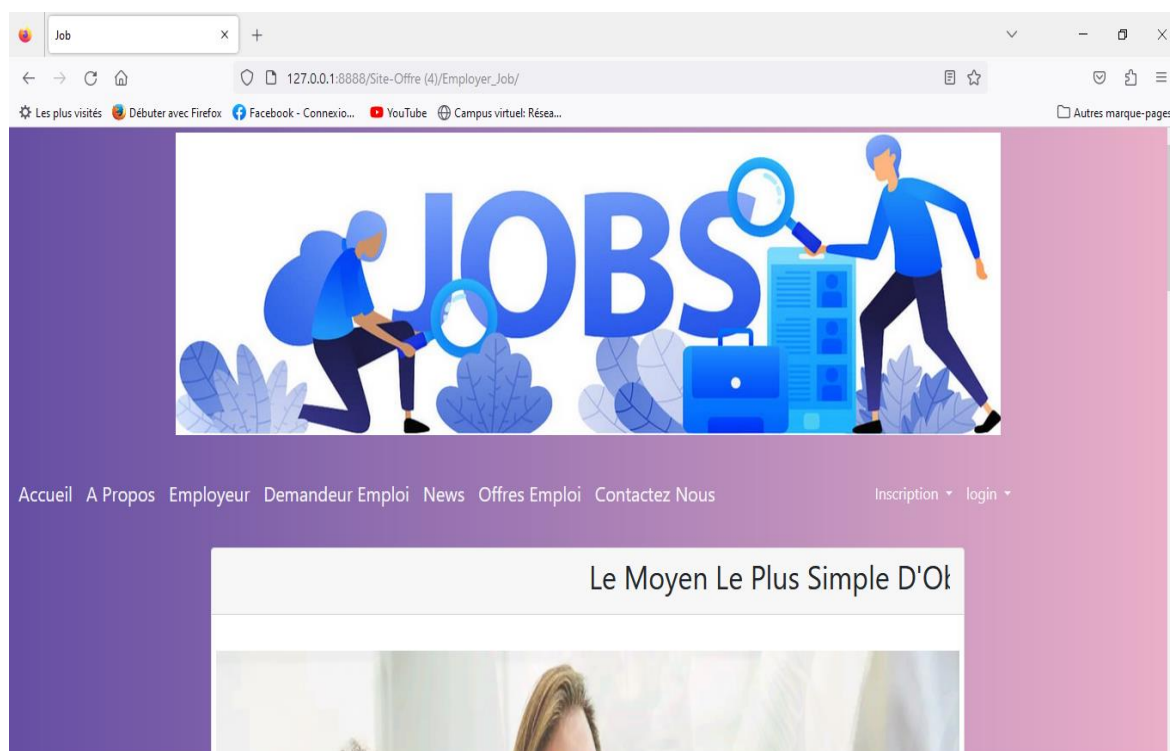 Job
127.0.0.1:8888/Site-Offre (4)/Employer_Job/
Les plus visités Débuter avec Firefox Facebook - Connexio... YouTube Campus virtuel: Résea... Autres marque-pages
JOBS
Accueil A Propos Employeur Demandeur Emploi News Offres Emploi Contactez Nous Inscription login
Le Moyen Le Plus Simple D'Ob